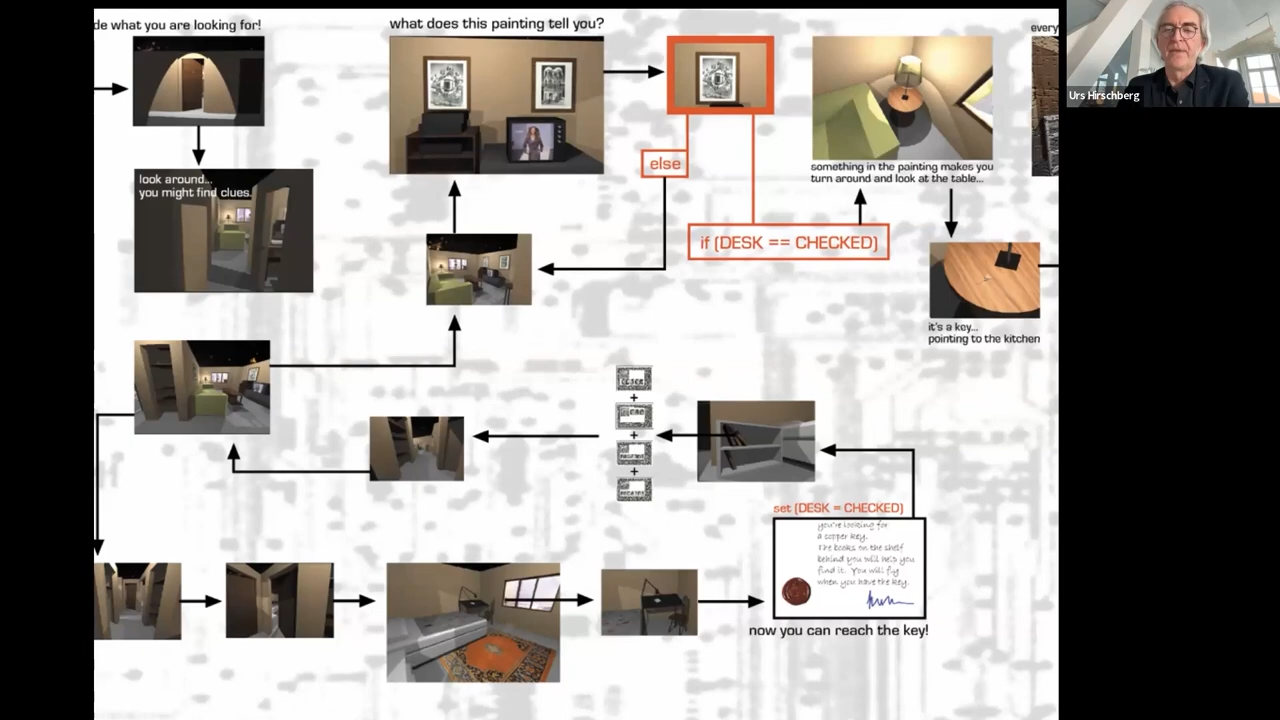 de what you are looking for!
what does this painting tell you?
every
Urs Hirschberg
look around...
you might find clues.
else
something in the painting makes you
turn around and look at the table...
if (DESK == CHECKED)
it's a key...
pointing to the kitchen
+
+
+
set (DESK = CHECKED)
you're looking for
a copper key.
The books on the shelf
behind you will help you
find it. You will fly
when you have the key.
now you can reach the key!